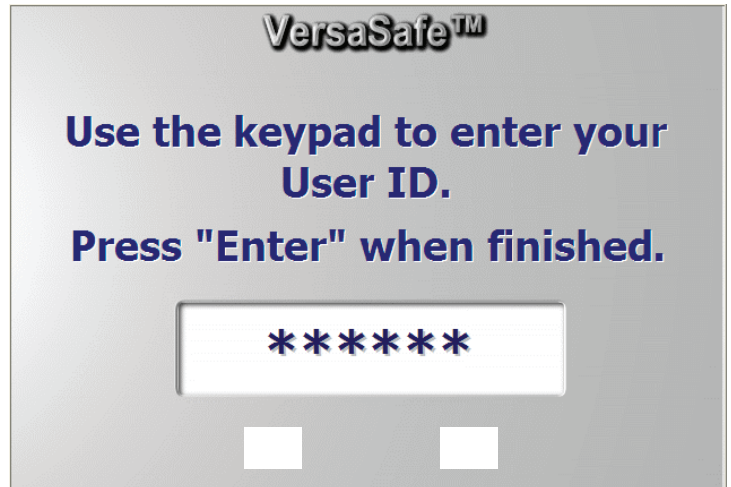 VersaSafe™
Use the keypad to enter your
User ID.
Press "Enter" when finished.
******